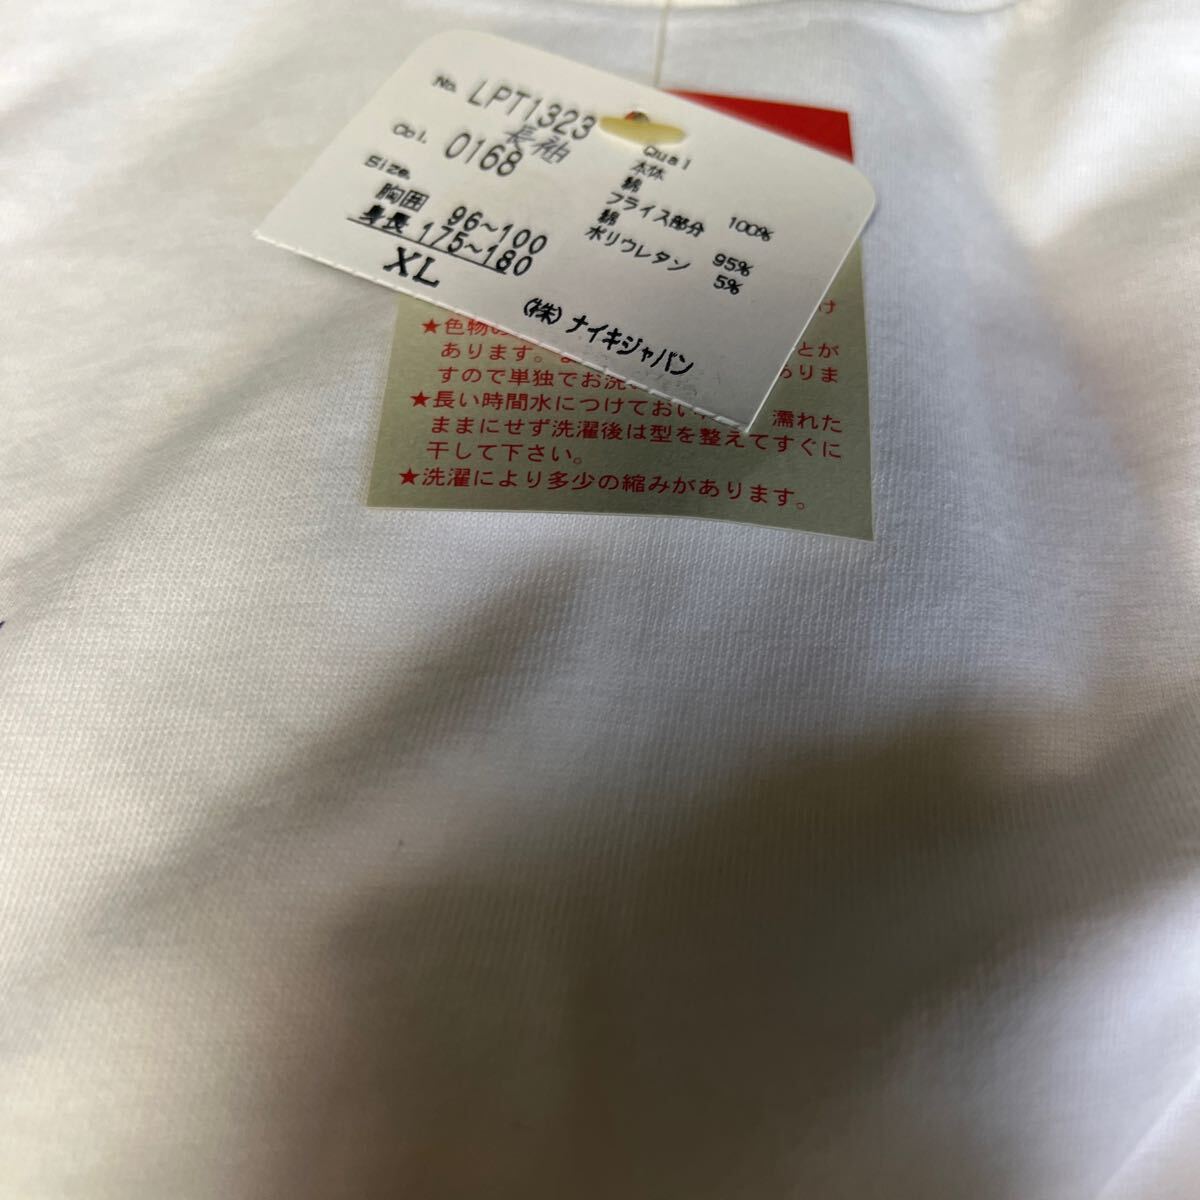 No. LPT1323
長袖
Col. 0168
Size.
胸囲 96~100
身長 175~180
XL
Qual
本体
綿 100%
フライス部分
綿 95%
ポリウレタン 5%
(株) ナイキジャパン
け
★色物の とが
あります。ま ありま
すので単独でお洗い
★長い時間水につけておい 濡れた
ままにせず洗濯後は型を整えてすぐに
干して下さい。
★洗濯により多少の縮みがあります。